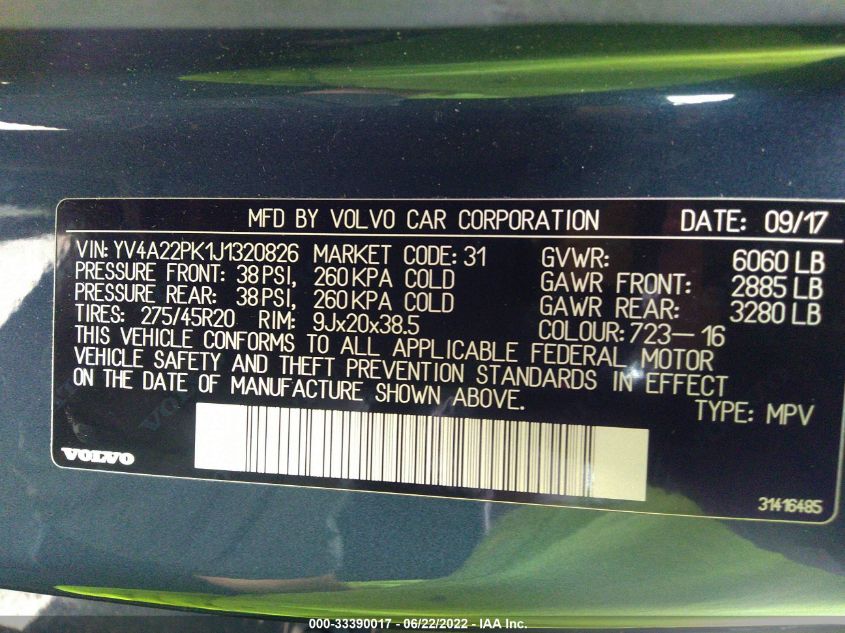 MFD BY VOLVO CAR CORPORATION DATE: 09/17
VIN: YV4A22PK1J1320826 MARKET CODE: 31 GVWR: 6060 LB
PRESSURE FRONT: 38 PSI, 260 KPA COLD GAWR FRONT: 2885 LB
PRESSURE REAR: 38 PSI, 260 KPA COLD GAWR REAR: 3280 LB
TIRES: 275/45R20 RIM: 9Jx20x38.5 COLOUR: 723-16
THIS VEHICLE CONFORMS TO ALL APPLICABLE FEDERAL MOTOR
VEHICLE SAFETY AND THEFT PREVENTION STANDARDS IN EFFECT
ON THE DATE OF MANUFACTURE SHOWN ABOVE.
TYPE: MPV
VOLVO
31416485
000-33390017 - 06/22/2022 - IAA Inc.